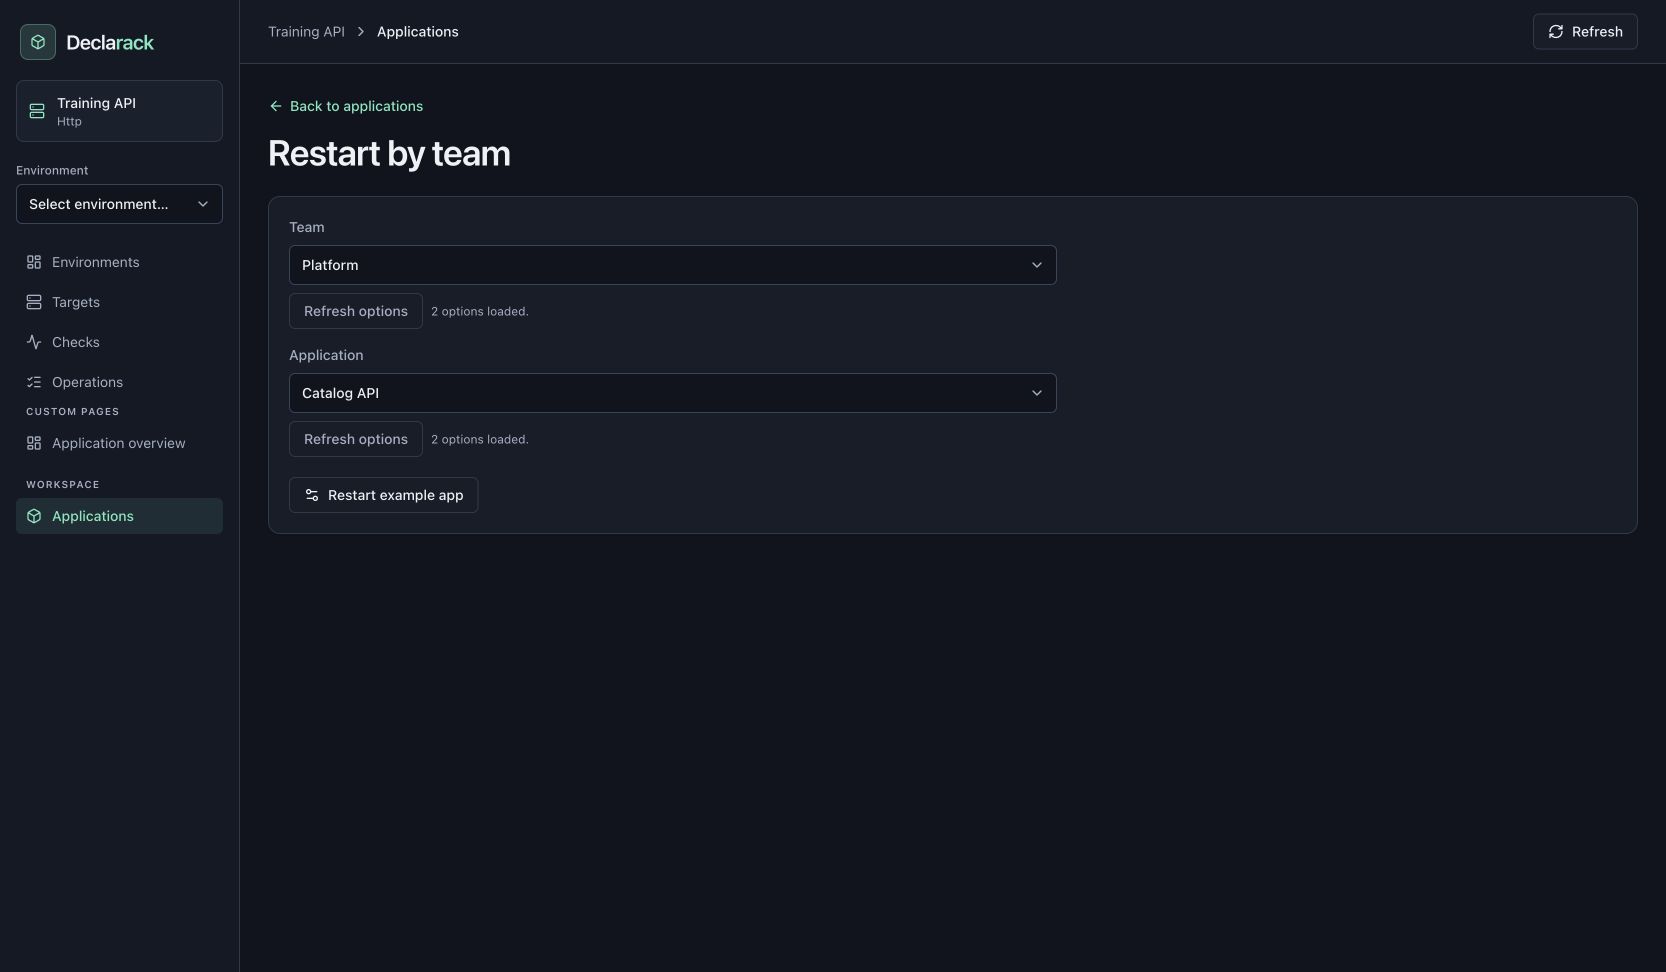 Declarack
Training API
Http
Environment
Select environment...
Environments
Targets
Checks
Operations
CUSTOM PAGES
Application overview
WORKSPACE
Applications
Training API > Applications
Refresh
Back to applications
Restart by team
Team
Platform
Refresh options
2 options loaded.
Application
Catalog API
Refresh options
2 options loaded.
Restart example app